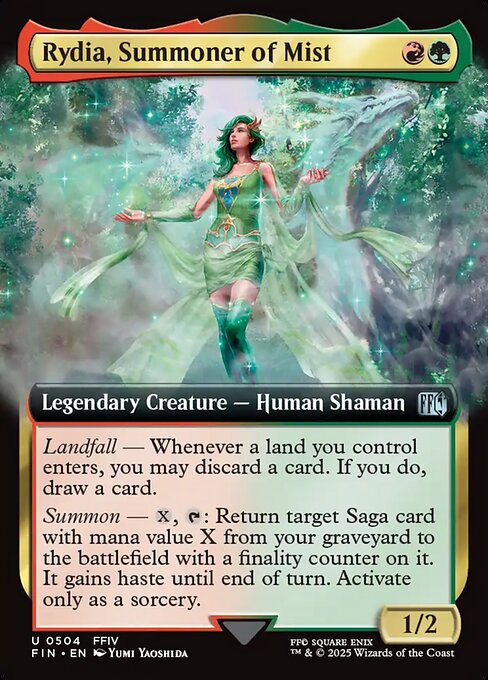 Rydia, Summoner of Mist
Legendary Creature — Human Shaman
Landfall — Whenever a land you control
enters, you may discard a card. If you do,
draw a card.
Summon — X, : Return target Saga card
with mana value X from your graveyard to
the battlefield with a finality counter on it.
It gains haste until end of turn. Activate
only as a sorcery.
1/2
U 0504 FFIV
FIN • EN Yumi Yaoshida
FF© SQUARE ENIX
™ & © 2025 Wizards of the Coast